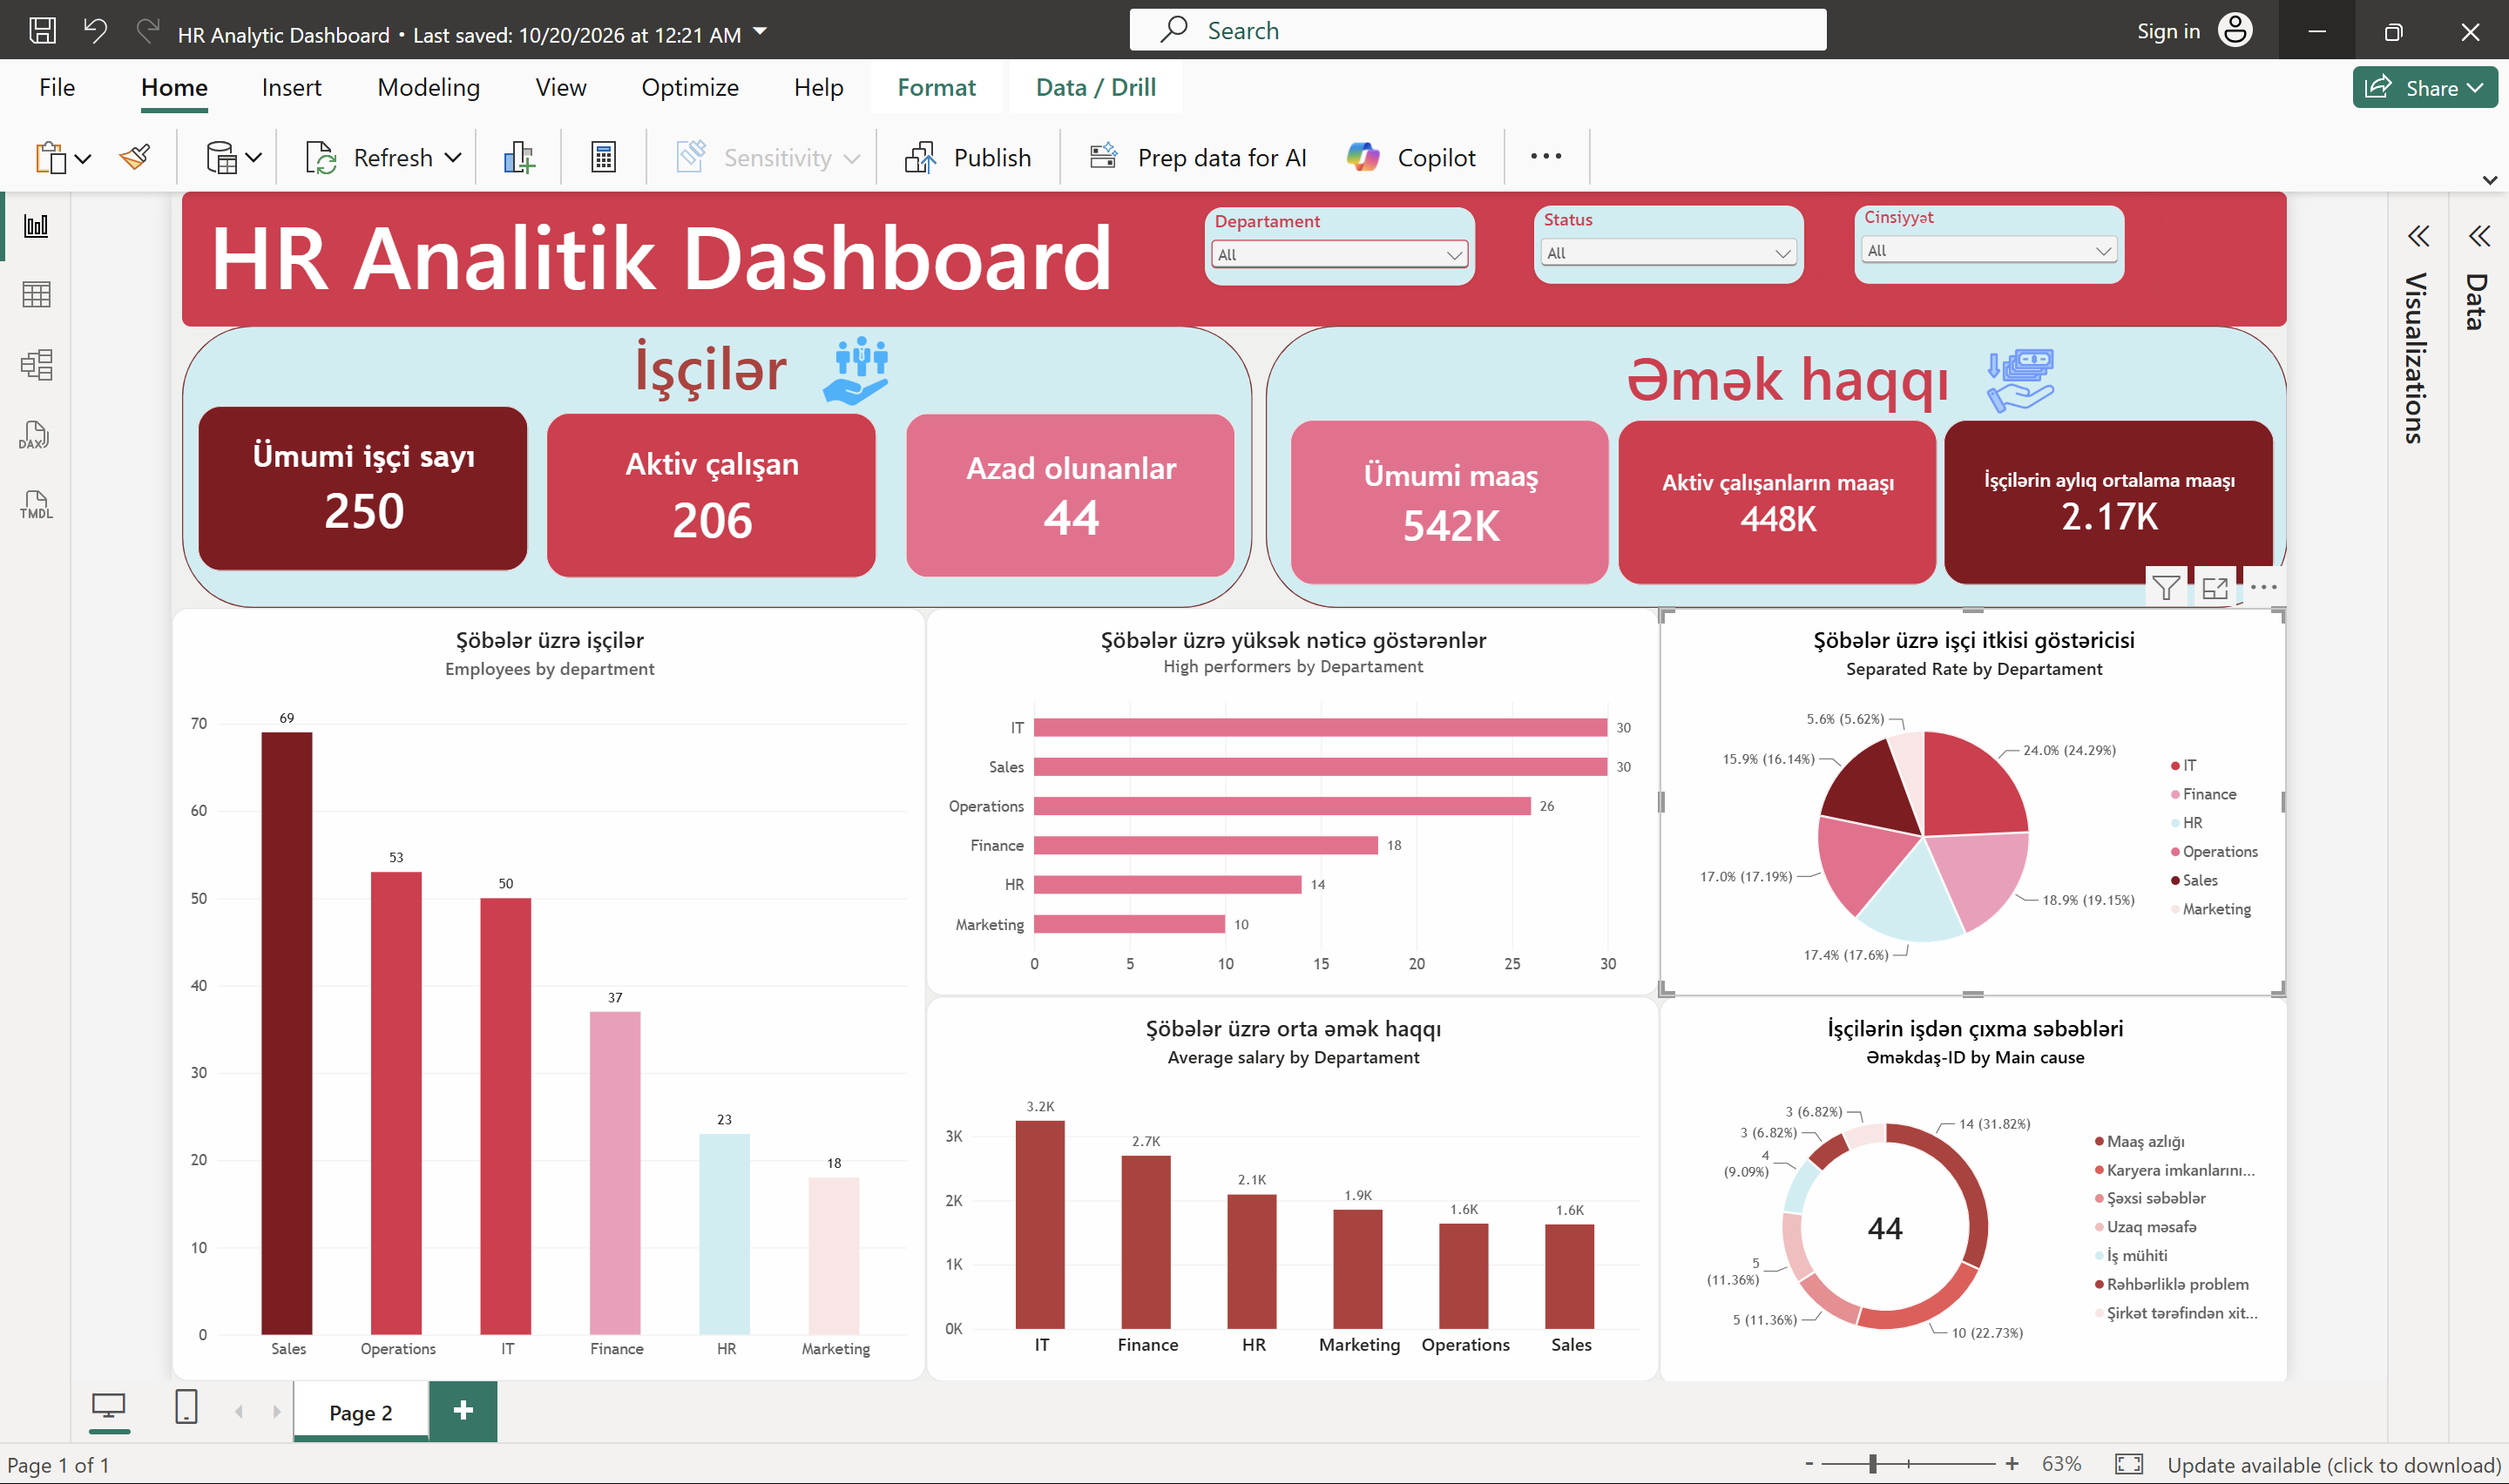 HR Analytic Dashboard • Last saved: 10/20/2026 at 12:21 AM
Search
Sign in
File Home Insert Modeling View Optimize Help Format Data / Drill
Share
Refresh
Sensitivity
Publish
Prep data for AI
Copilot
DAX
TMDL
Visualizations
Data
HR Analitik Dashboard
Departament
All
Status
All
Cinsiyyət
All
İşçilər
Ümumi işçi sayı
250
Aktiv çalışan
206
Azad olunanlar
44
Əmək haqqı
Ümumi maaş
542K
Aktiv çalışanların maaşı
448K
İşçilərin aylıq ortalama maaşı
2.17K
Şöbələr üzrə işçilər
Employees by department
70
60
50
40
30
20
10
0
69
53
50
37
23
18
Sales Operations IT Finance HR Marketing
Şöbələr üzrə yüksək nəticə göstərənlər
High performers by Departament
IT 30
Sales 30
Operations 26
Finance 18
HR 14
Marketing 10
0 5 10 15 20 25 30
Şöbələr üzrə işçi itkisi göstəricisi
Separated Rate by Departament
5.6% (5.62%)
15.9% (16.14%)
24.0% (24.29%)
17.0% (17.19%)
18.9% (19.15%)
17.4% (17.6%)
IT
Finance
HR
Operations
Sales
Marketing
Şöbələr üzrə orta əmək haqqı
Average salary by Departament
3K
2K
1K
0K
3.2K
2.7K
2.1K
1.9K
1.6K
1.6K
IT Finance HR Marketing Operations Sales
İşçilərin işdən çıxma səbəbləri
Əməkdaş-ID by Main cause
3 (6.82%)
3 (6.82%)
4
(9.09%)
14 (31.82%)
44
5
(11.36%)
5 (11.36%)
10 (22.73%)
Maaş azlığı
Karyera imkanlarını...
Şəxsi səbəblər
Uzaq məsafə
İş mühiti
Rəhbərliklə problem
Şirkət tərəfindən xit...
Page 2
Page 1 of 1
63%
Update available (click to download)